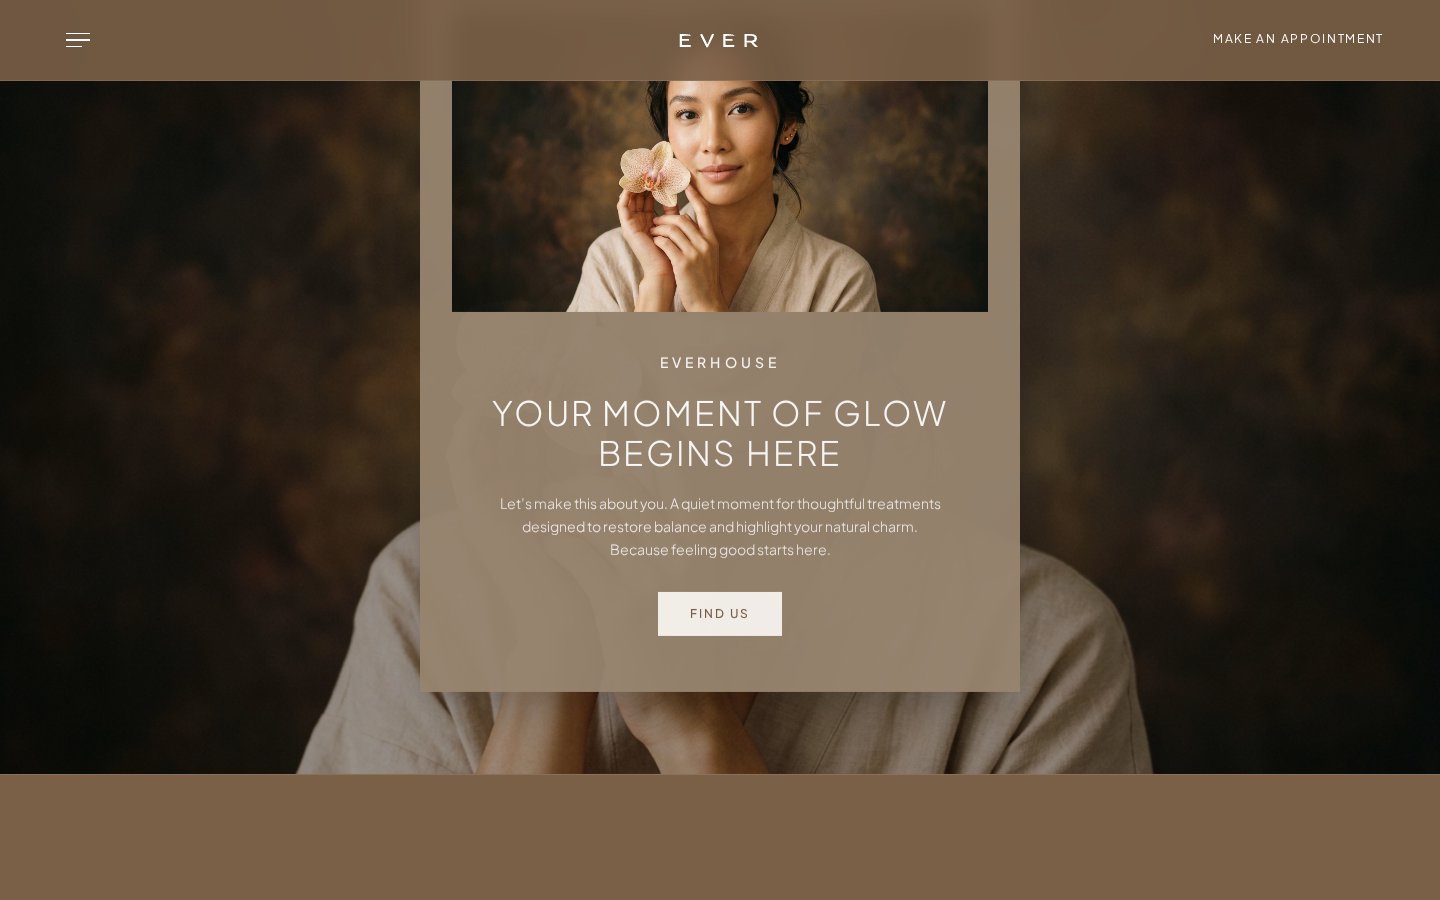 EVER
MAKE AN APPOINTMENT
EVERHOUSE
YOUR MOMENT OF GLOW
BEGINS HERE
Let's make this about you. A quiet moment for thoughtful treatments
designed to restore balance and highlight your natural charm.
Because feeling good starts here.
FIND US